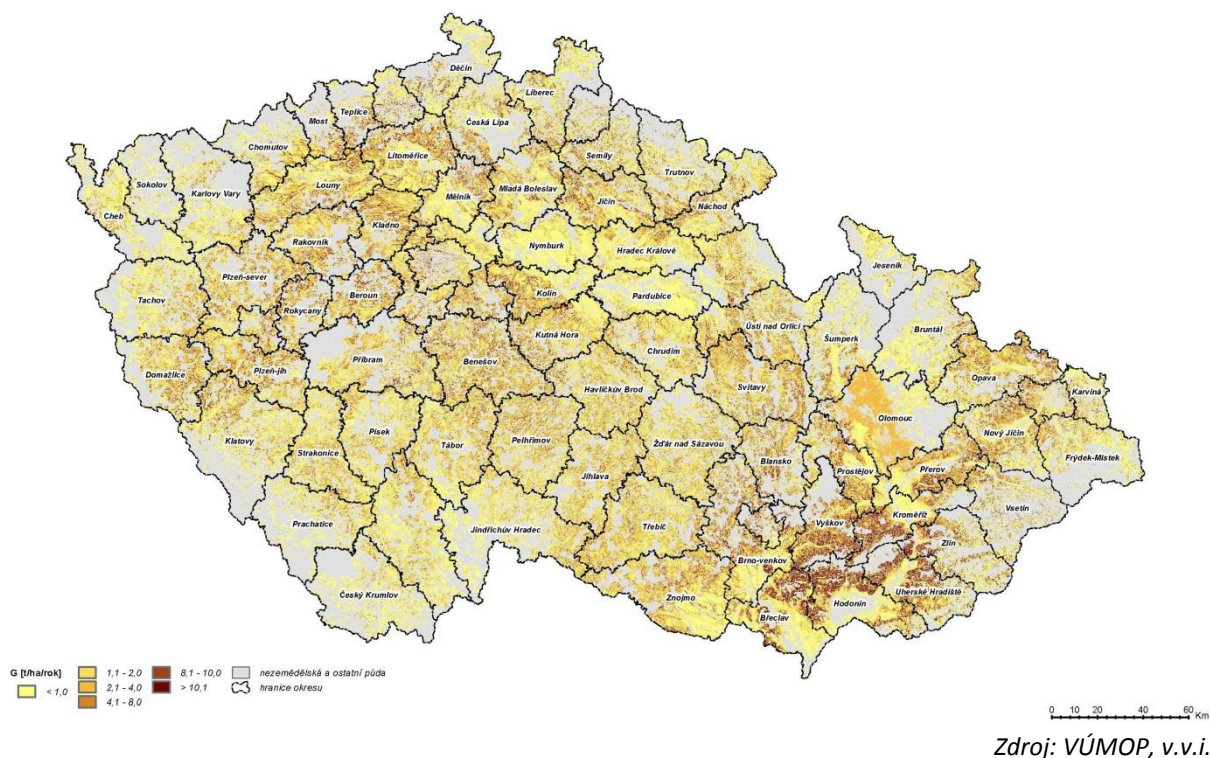 Děčín
Liberec
Teplice
Most
Česká Lípa
Chomutov
Litoměřice
Semily
Trutnov
Sokolov
Karlovy Vary
Louny
Mělník
Mladá Boleslav
Jičín
Náchod
Cheb
Kladno
Rakovník
Nymburk
Hradec Králové
Jeseník
Plzeň-sever
Tachov
Beroun
Kolín
Pardubice
Rokycany
Ústí nad Orlicí
Bruntál
Šumperk
Kutná Hora
Chrudim
Příbram
Benešov
Domažlice
Plzeň-jih
Opava
Svitavy
Havlíčkův Brod
Karviná
Olomouc
Písek
Nový Jičín
Klatovy
Tábor
Pelhřimov
Žďár nad Sázavou
Strakonice
Frýdek-Místek
Blansko
Prostějov
Přerov
Jihlava
Vsetín
Kroměříž
Prachatice
Vyškov
Jindřichův Hradec
Třebíč
Zlín
Brno-venkov
Uherské Hradiště
Český Krumlov
Znojmo
Hodonín
Břeclav
G [t/ha/rok]
< 1,0
1,1 - 2,0
2,1 - 4,0
4,1 - 8,0
8,1 - 10,0
> 10,1
nezemědělská a ostatní půda
hranice okresu
0 10 20 40 60 Km
Zdroj: VÚMOP, v.v.i.